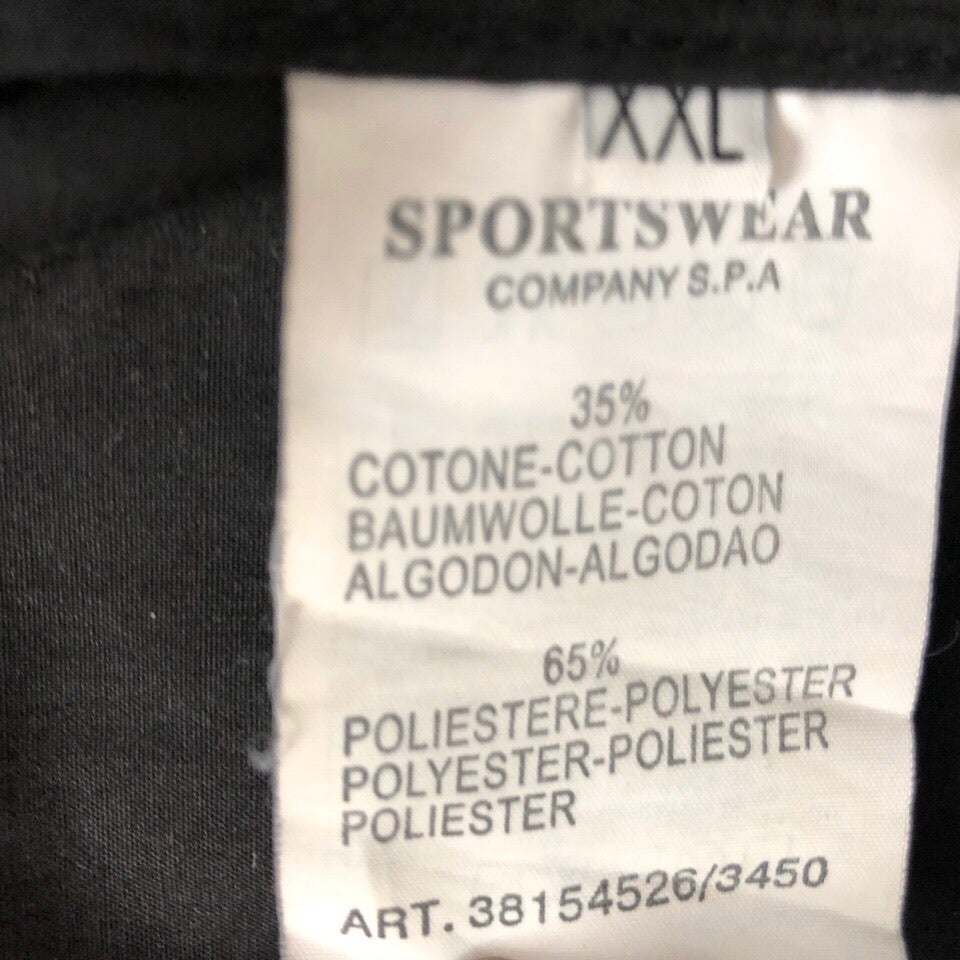 XXL
SPORTSWEAR
COMPANY S.P.A
35%
COTONE-COTTON
BAUMWOLLE-COTON
ALGODON-ALGODAO
65%
POLIESTERE-POLYESTER
POLYESTER-POLIESTER
POLIESTER
ART. 38154526/3450